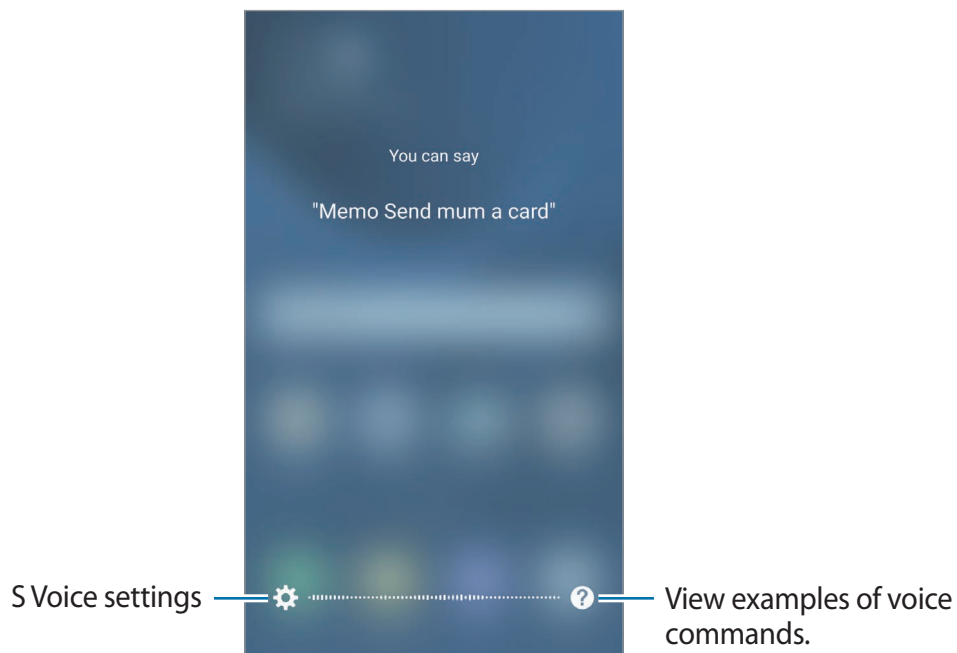 You can say
"Memo Send mum a card"
S Voice settings
View examples of voice
commands.